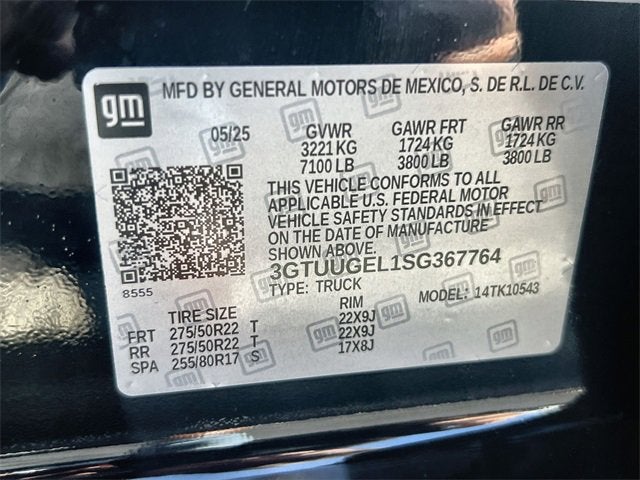 gm MFD BY GENERAL MOTORS DE MEXICO, S. DE R.L. DE C.V.
05/25 GVWR GAWR FRT GAWR RR
3221 KG 1724 KG 1724 KG
7100 LB 3800 LB 3800 LB
THIS VEHICLE CONFORMS TO ALL
APPLICABLE U.S. FEDERAL MOTOR
VEHICLE SAFETY STANDARDS IN EFFECT
ON THE DATE OF MANUFACTURE
SHOWN ABOVE.
3GTUUGEL1SG367764
8555 TYPE: TRUCK MODEL: 14TK10543
TIRE SIZE RIM
FRT 275/50R22 T 22X9J
RR 275/50R22 T 22X9J
SPA 255/80R17 S 17X8J